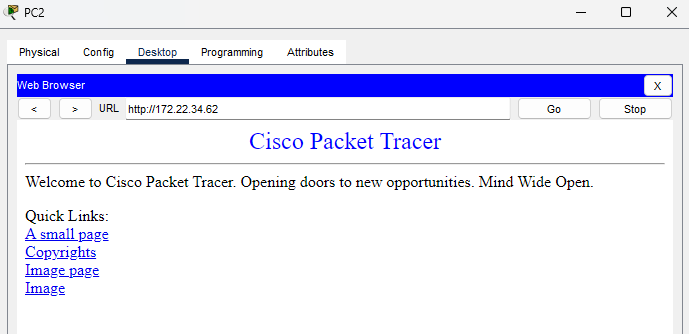 PC2
Physical Config Desktop Programming Attributes
Web Browser X
< > URL http://172.22.34.62 Go Stop
Cisco Packet Tracer
Welcome to Cisco Packet Tracer. Opening doors to new opportunities. Mind Wide Open.
Quick Links:
A small page
Copyrights
Image page
Image